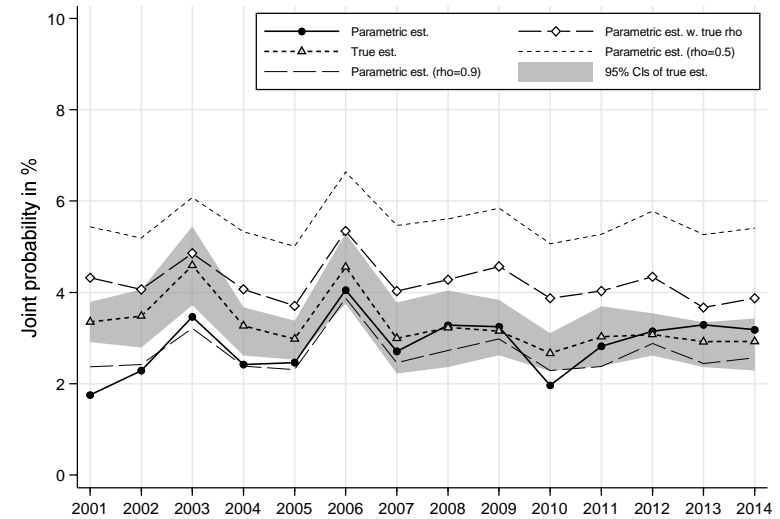 10
8
6
4
2
0
Joint probability in %
Parametric est.
Parametric est. w. true rho
True est.
Parametric est. (rho=0.5)
Parametric est. (rho=0.9)
95% CIs of true est.
2001 2002 2003 2004 2005 2006 2007 2008 2009 2010 2011 2012 2013 2014